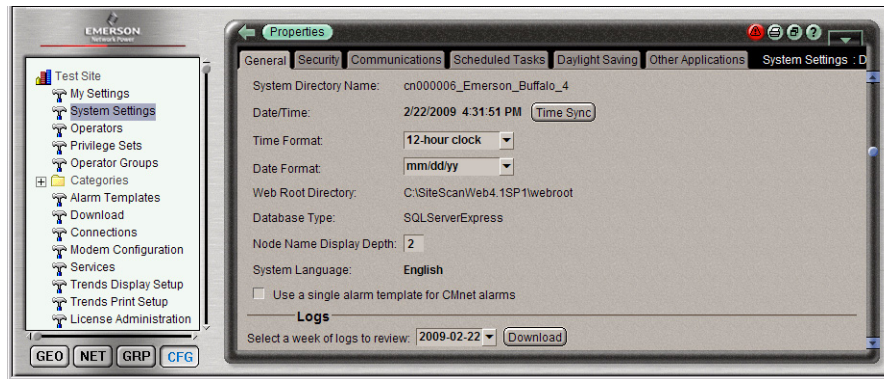 EMERSON
Network Power
Test Site
My Settings
System Settings
Operators
Privilege Sets
Operator Groups
Categories
Alarm Templates
Download
Connections
Modem Configuration
Services
Trends Display Setup
Trends Print Setup
License Administration
GEO NET GRP CFG
Properties
General Security Communications Scheduled Tasks Daylight Saving Other Applications System Settings : D
System Directory Name: cn000006_Emerson_Buffalo_4
Date/Time: 2/22/2009 4:31:51 PM Time Sync
Time Format: 12-hour clock
Date Format: mm/dd/yy
Web Root Directory: C:\SiteScanWeb4.1SP1\webroot
Database Type: SQLServerExpress
Node Name Display Depth: 2
System Language: English
Use a single alarm template for CMnet alarms
Logs
Select a week of logs to review: 2009-02-22 Download